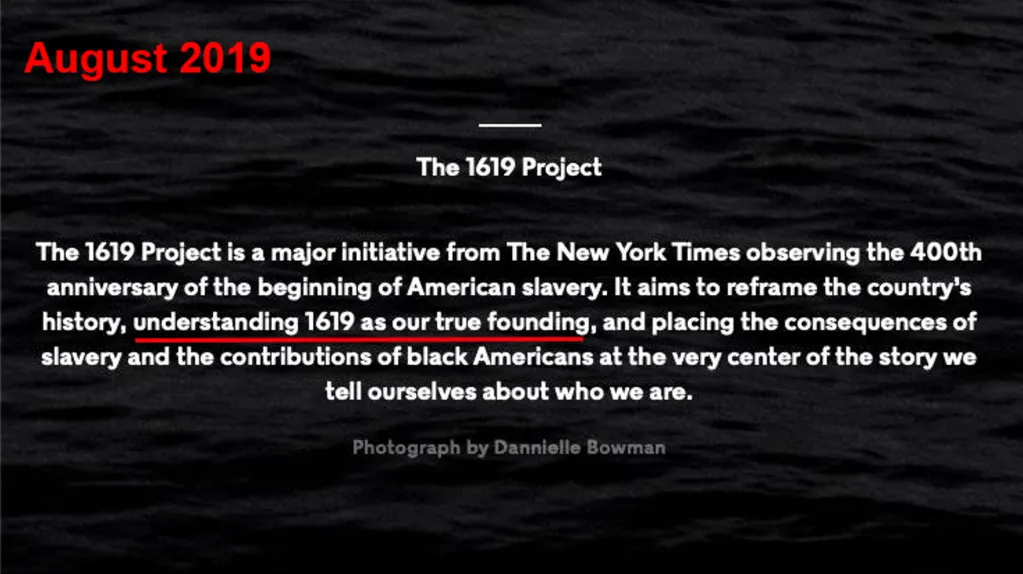 August 2019
The 1619 Project
The 1619 Project is a major initiative from The New York Times observing the 400th
anniversary of the beginning of American slavery. It aims to reframe the country's
history, understanding 1619 as our true founding, and placing the consequences of
slavery and the contributions of black Americans at the very center of the story we
tell ourselves about who we are.
Photograph by Dannielle Bowman